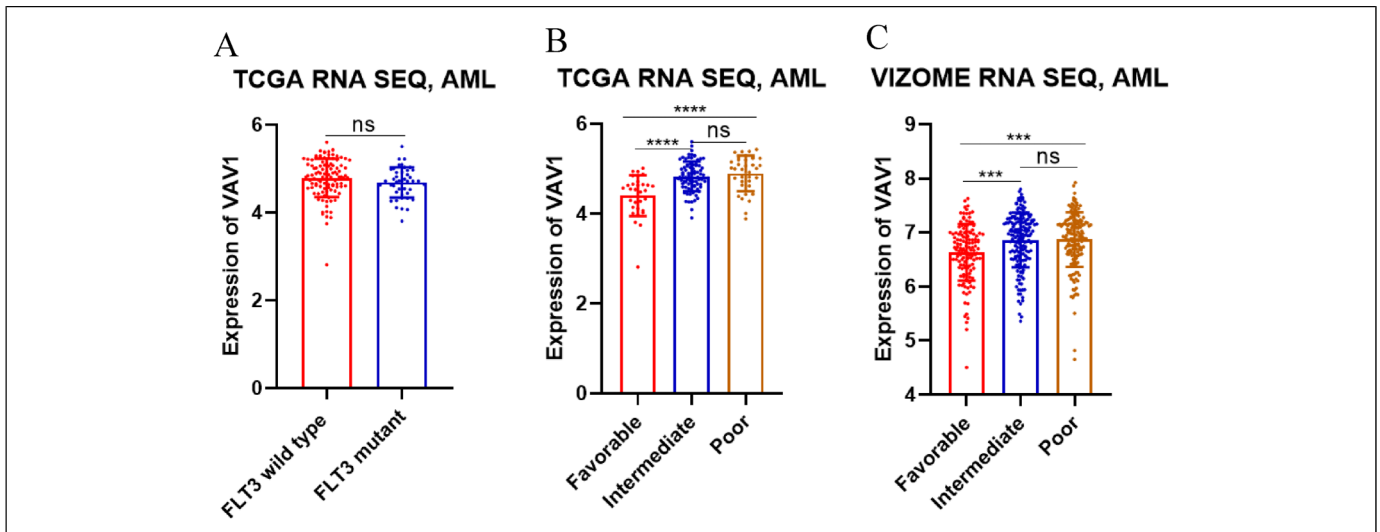 A
TCGA RNA SEQ, AML
ns
Expression of VAV1
6
4
2
0
FLT3 wild type
FLT3 mutant
B
TCGA RNA SEQ, AML
****
ns
****
Expression of VAV1
6
4
2
0
Favorable
Intermediate
Poor
C
VIZOME RNA SEQ, AML
***
ns
***
Expression of VAV1
9
8
7
6
5
4
Favorable
Intermediate
Poor